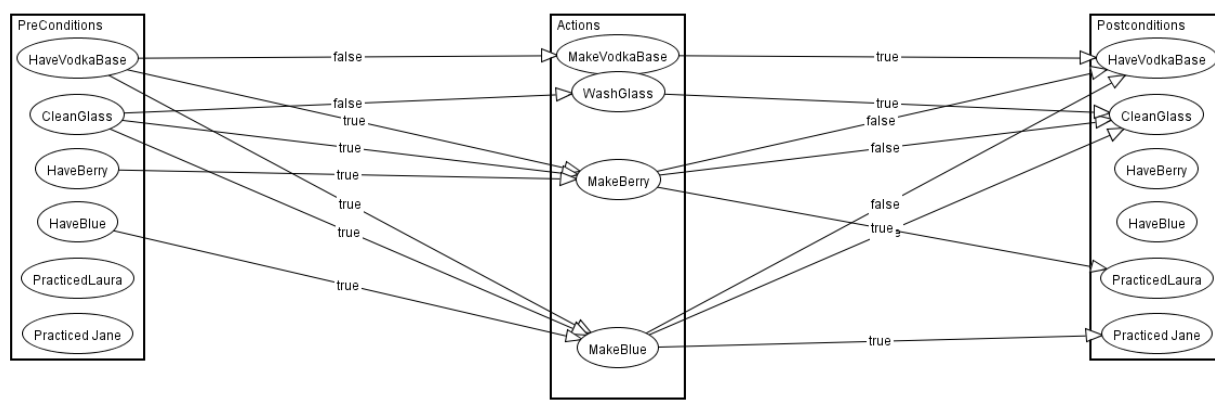 PreConditions
HaveVodkaBase
CleanGlass
HaveBerry
HaveBlue
PracticedLaura
Practiced Jane
false
false
true
true
true
true
true
true
Actions
MakeVodkaBase
WashGlass
MakeBerry
MakeBlue
true
true
false
false
false
true
true
Postconditions
HaveVodkaBase
CleanGlass
HaveBerry
HaveBlue
PracticedLaura
Practiced Jane